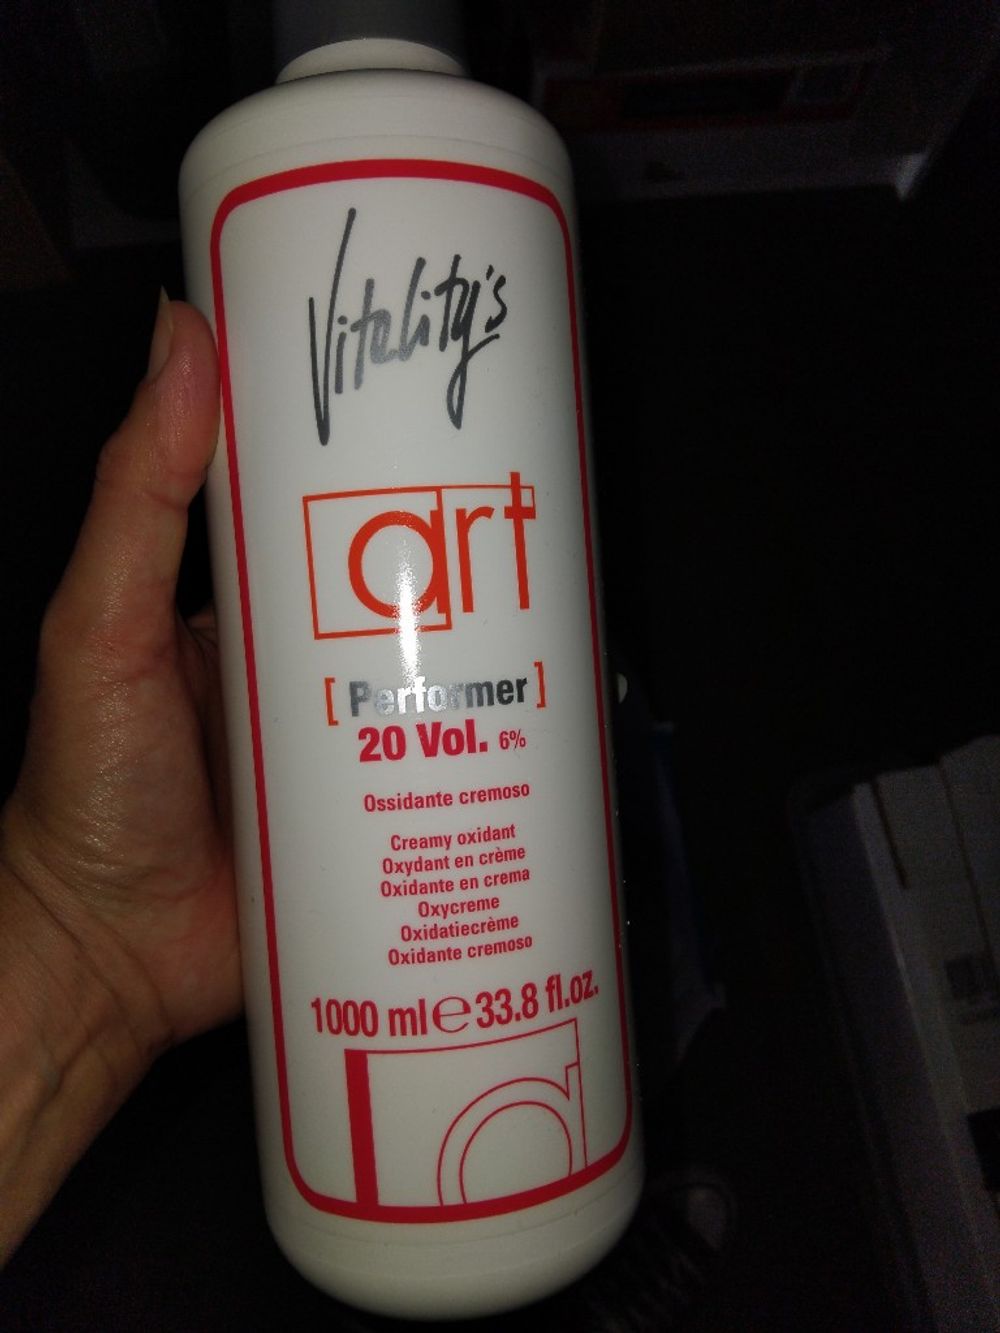 Vitality's
art
[Performer]
20 Vol. 6%
Ossidante cremoso
Creamy oxidant
Oxydant en crème
Oxidante en crema
Oxycreme
Oxidatiecrème
Oxidante cremoso
1000 ml ℮ 33.8 fl.oz.